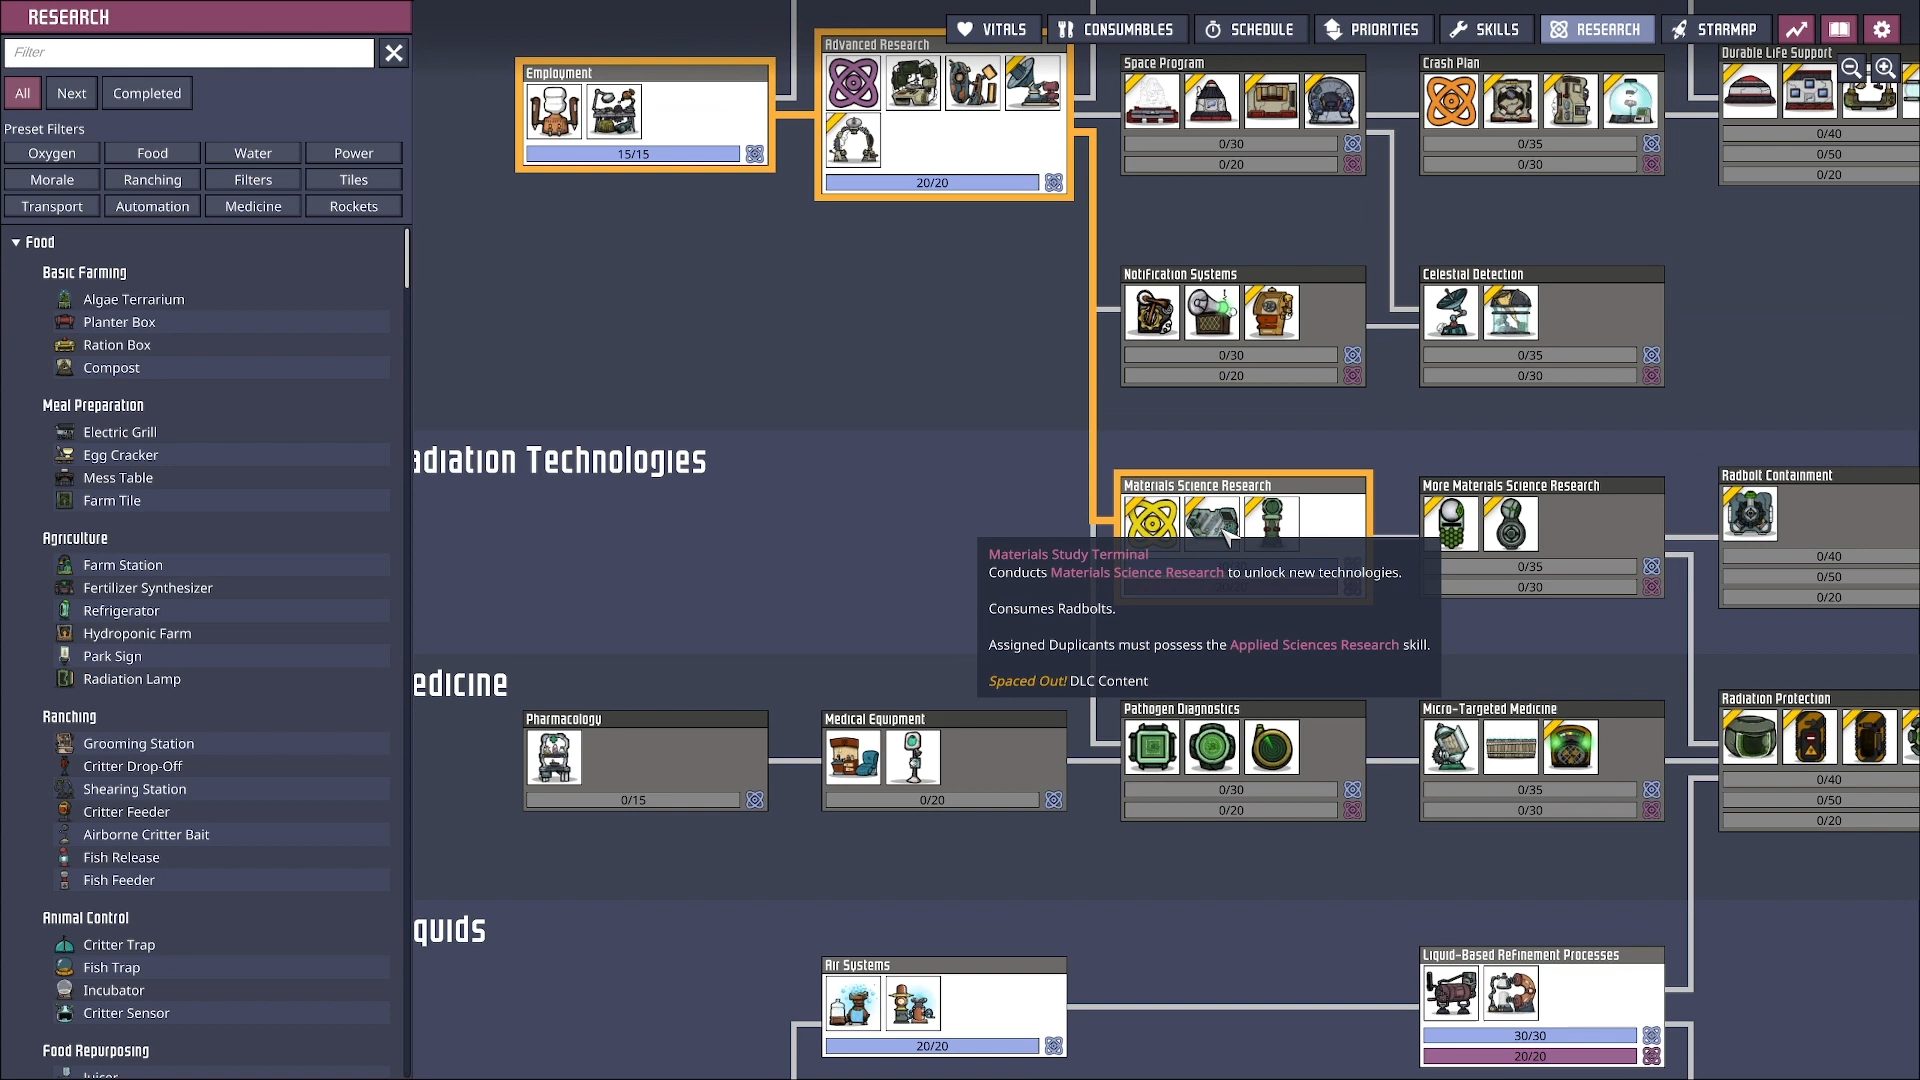 RESEARCH
Filter
All
Next
Completed
Preset Filters
Oxygen
Food
Water
Power
Morale
Ranching
Filters
Tiles
Transport
Automation
Medicine
Rockets
Food
Basic Farming
Algae Terrarium
Planter Box
Ration Box
Compost
Meal Preparation
Electric Grill
Egg Cracker
Mess Table
Farm Tile
Agriculture
Farm Station
Fertilizer Synthesizer
Refrigerator
Hydroponic Farm
Park Sign
Radiation Lamp
Ranching
Grooming Station
Critter Drop-Off
Shearing Station
Critter Feeder
Airborne Critter Bait
Fish Release
Fish Feeder
Animal Control
Critter Trap
Fish Trap
Incubator
Critter Sensor
Food Repurposing
Juicer
VITALS
CONSUMABLES
SCHEDULE
PRIORITIES
SKILLS
RESEARCH
STARMAP
Employment
15/15
Advanced Research
20/20
Space Program
0/30
0/20
Crash Plan
0/35
0/30
Durable Life Support
0/40
0/50
0/20
Notification Systems
0/30
0/20
Celestial Detection
0/35
0/30
adiation Technologies
Materials Science Research
More Materials Science Research
0/35
0/30
Radbolt Containment
0/40
0/50
0/20
Materials Study Terminal
Conducts Materials Science Research to unlock new technologies.
Consumes Radbolts.
Assigned Duplicants must possess the Applied Sciences Research skill.
Spaced Out! DLC Content
edicine
Pharmacology
0/15
Medical Equipment
0/20
Pathogen Diagnostics
0/30
0/20
Micro-Targeted Medicine
0/35
0/30
Radiation Protection
0/40
0/50
0/20
quids
Air Systems
20/20
Liquid-Based Refinement Processes
30/30
20/20